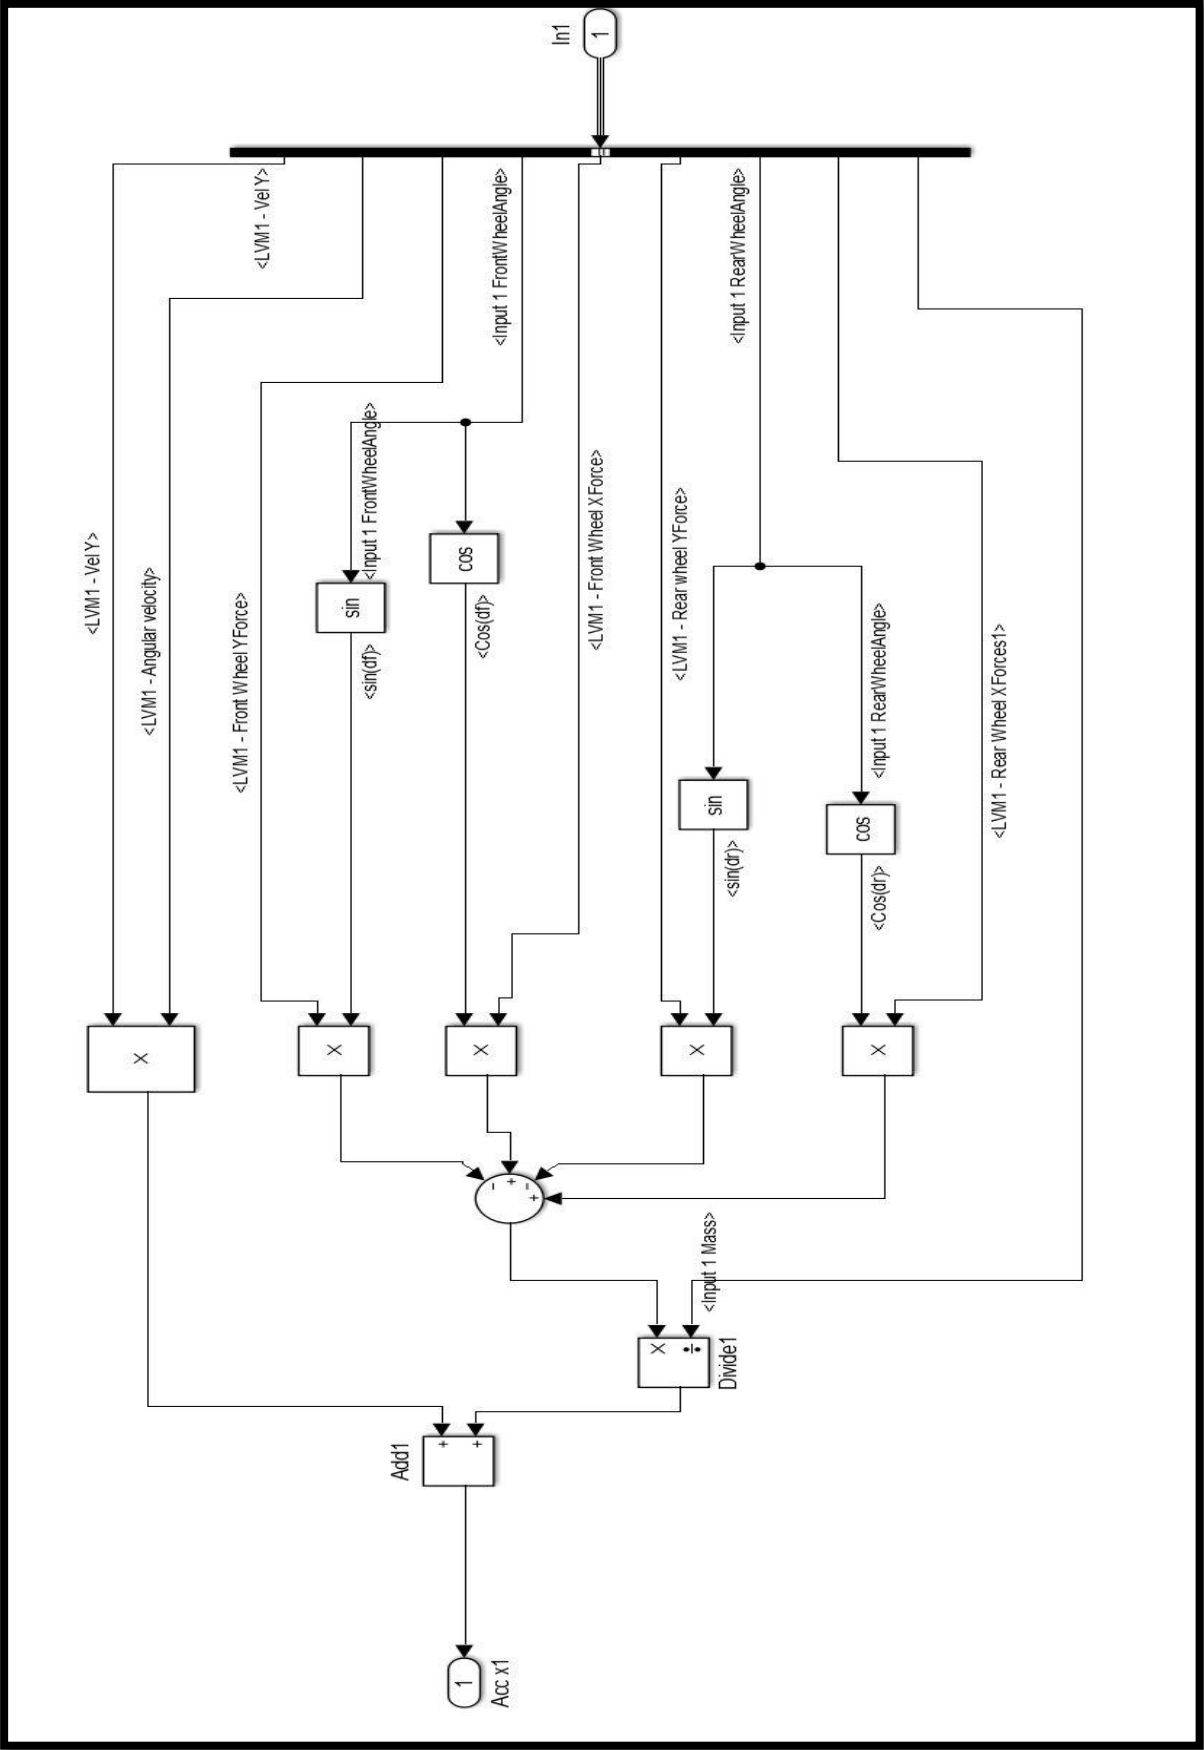 In1
1
<LVM1 - Vel Y>
<Input 1 FrontWheelAngle>
<Input 1 RearWheelAngle>
<LVM1 - Vel Y>
<LVM1 - Angular velocity>
<LVM1 - Front Wheel YForce>
<Input 1 FrontWheelAngle>
sin
<sin(df)>
cos
<Cos(df)>
<LVM1 - Front Wheel XForce>
<LVM1 - Rear wheel YForce>
sin
<sin(dr)>
<Input 1 RearWheelAngle>
cos
<Cos(dr)>
<LVM1 - Rear Wheel XForces1>
X
X
X
X
X
−
+
−
+
<Input 1 Mass>
X
÷
Divide1
Add1
+
+
1
Acc x1